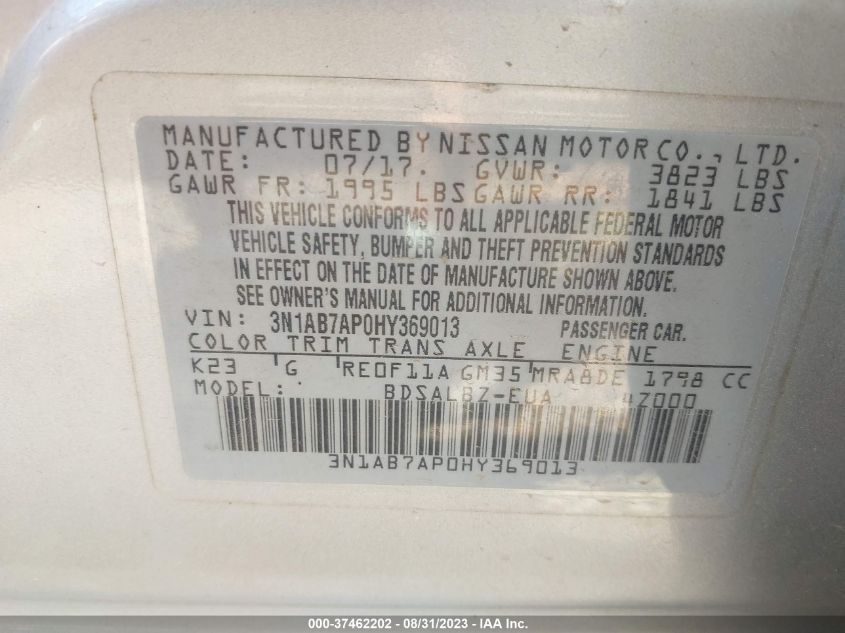 MANUFACTURED BY NISSAN MOTOR CO., LTD.
DATE: 07/17. GVWR: 3823 LBS
GAWR FR: 1995 LBS GAWR RR: 1841 LBS
THIS VEHICLE CONFORMS TO ALL APPLICABLE FEDERAL MOTOR
VEHICLE SAFETY, BUMPER AND THEFT PREVENTION STANDARDS
IN EFFECT ON THE DATE OF MANUFACTURE SHOWN ABOVE.
SEE OWNER'S MANUAL FOR ADDITIONAL INFORMATION.
VIN: 3N1AB7AP0HY369013 PASSENGER CAR.
COLOR TRIM TRANS AXLE ENGINE
K23 G RE0F11A GM35 MRA8DE 1798 CC
MODEL: BDSALBZ-EUA 4Z000
3N1AB7AP0HY369013
000-37462202 - 08/31/2023 - IAA Inc.